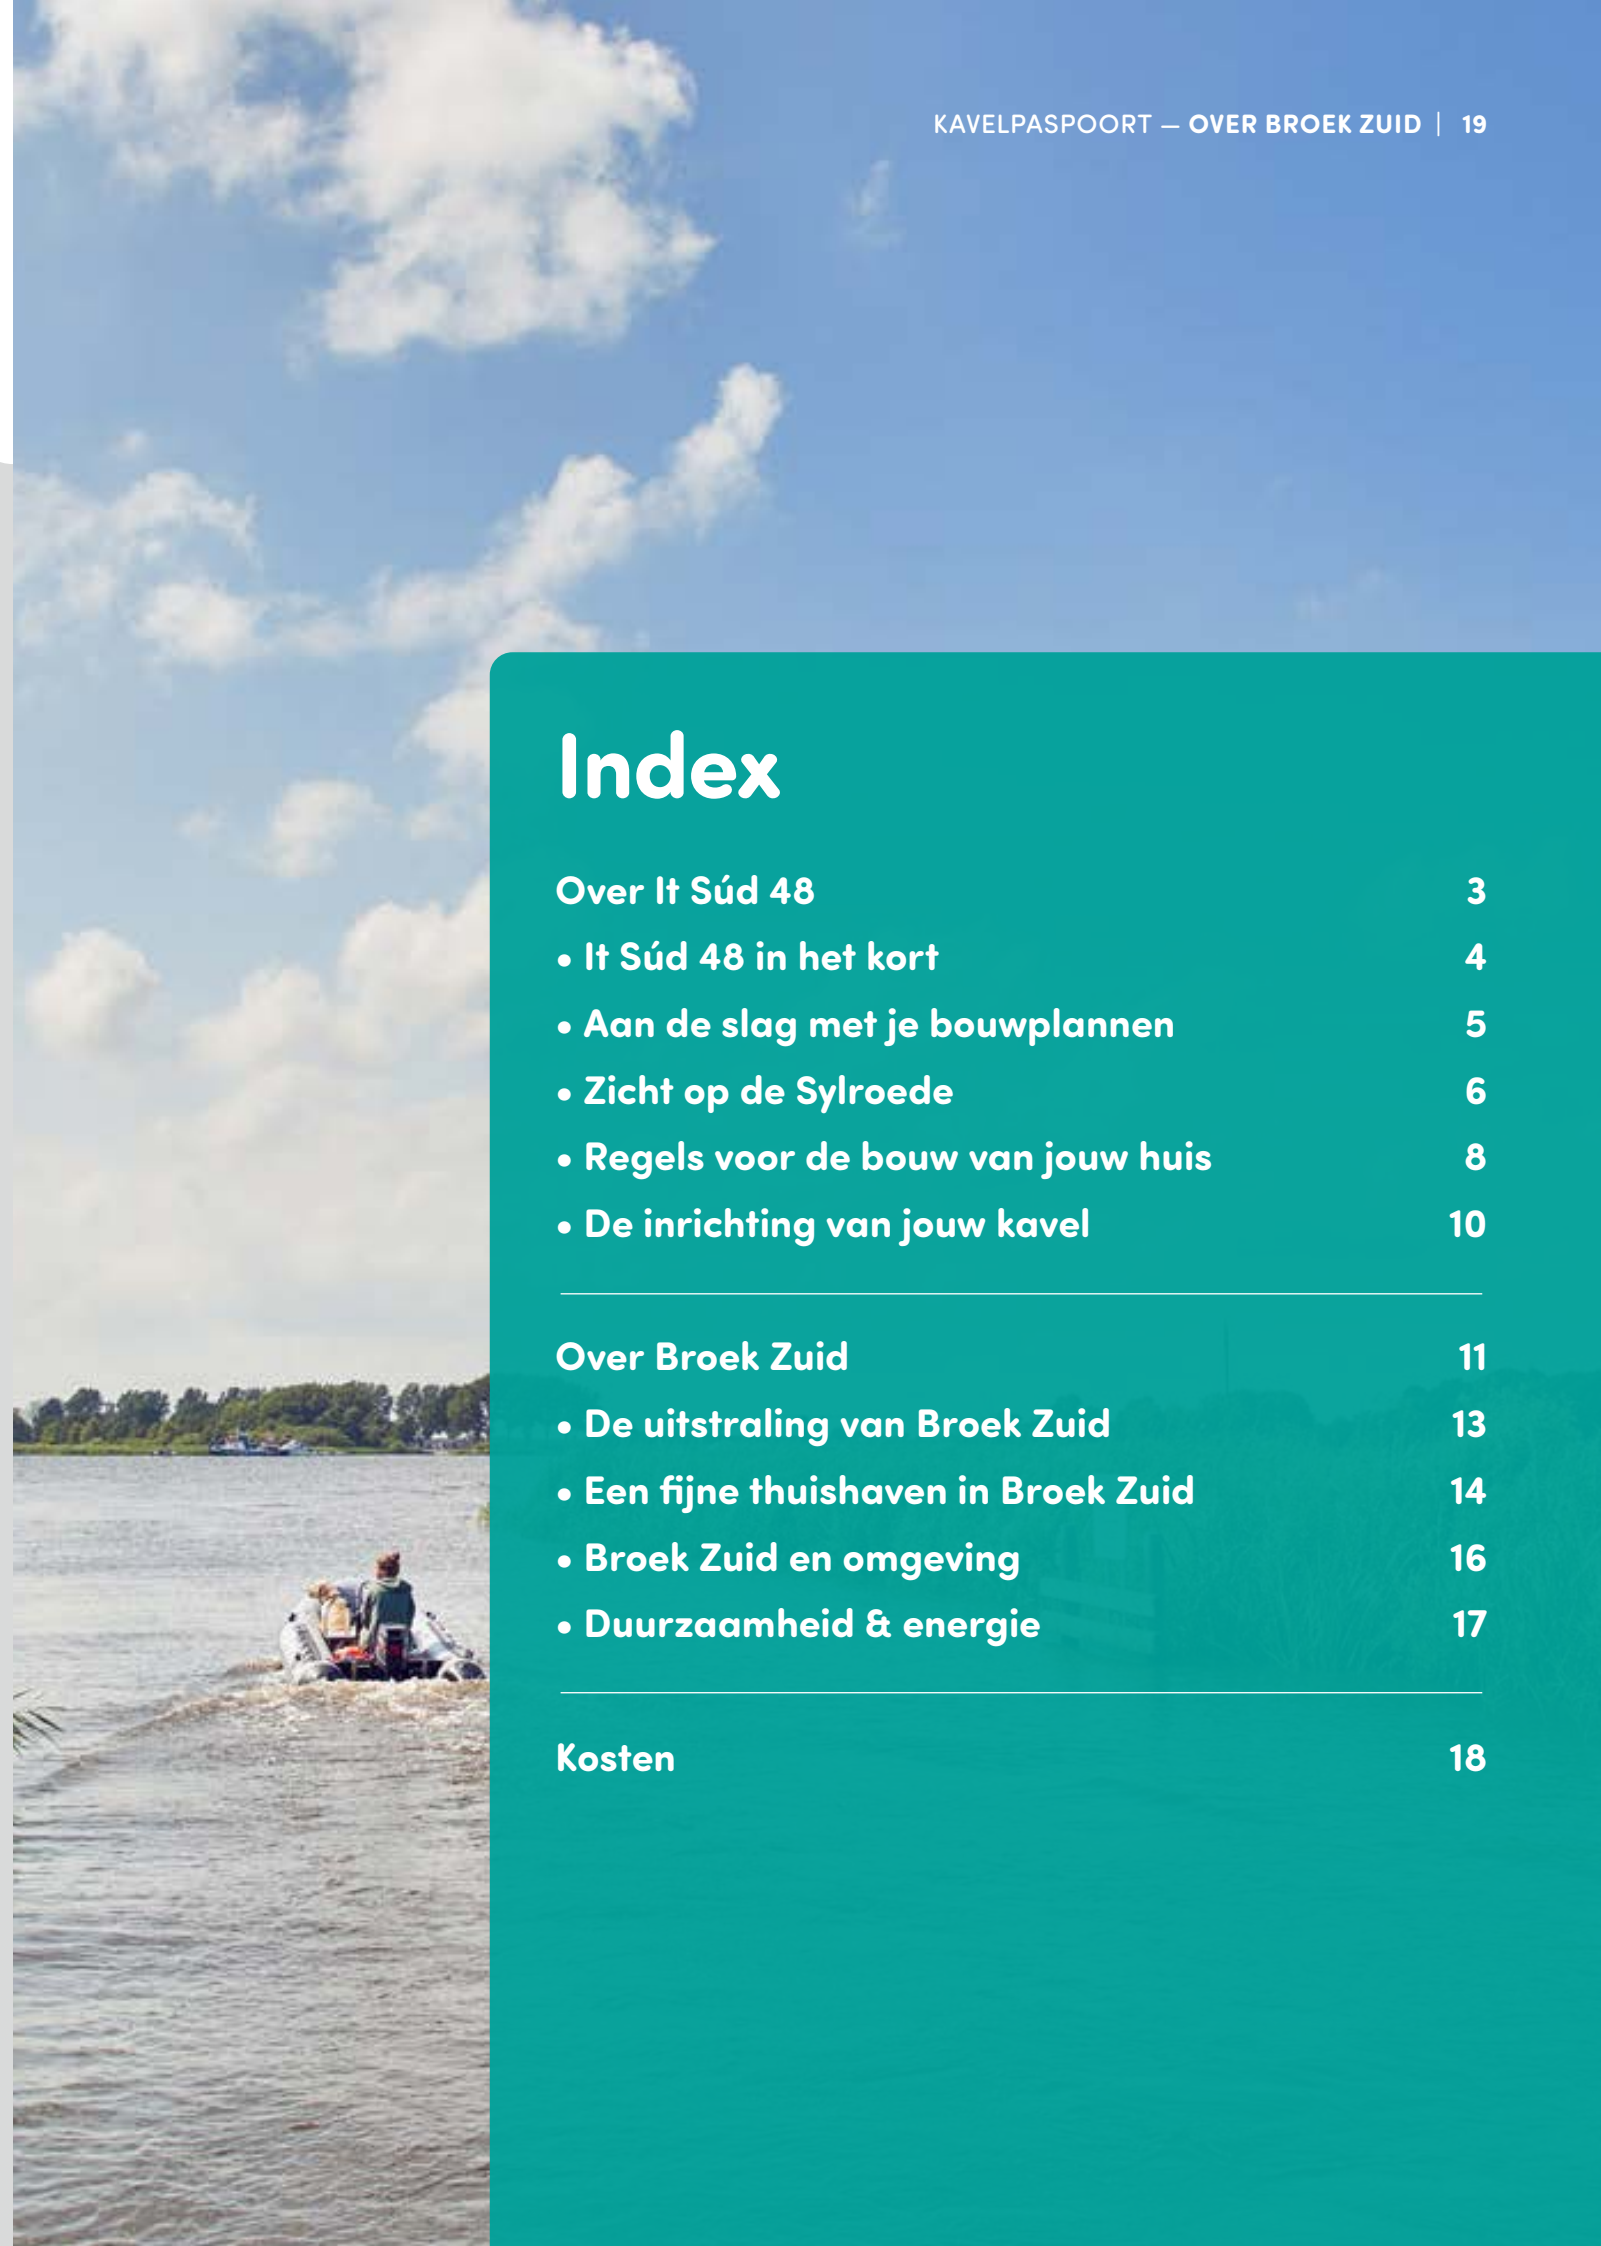 KAVELPASPOORT — OVER BROEK ZUID | 19
Index
Over It Súd 48 3
• It Súd 48 in het kort 4
• Aan de slag met je bouwplannen 5
• Zicht op de Sylroede 6
• Regels voor de bouw van jouw huis 8
• De inrichting van jouw kavel 10
Over Broek Zuid 11
• De uitstraling van Broek Zuid 13
• Een fijne thuishaven in Broek Zuid 14
• Broek Zuid en omgeving 16
• Duurzaamheid & energie 17
Kosten 18